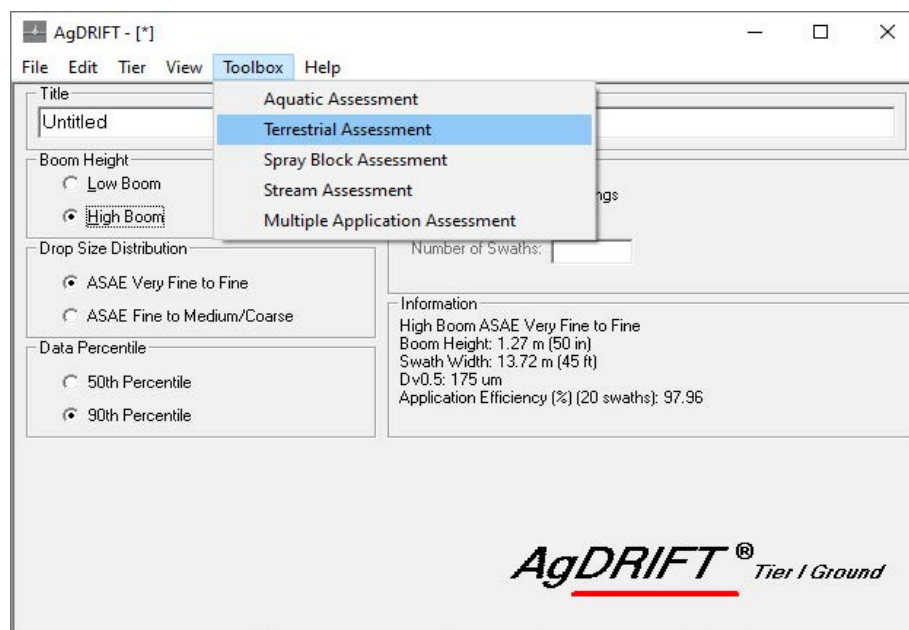 AgDRIFT - [*]
File Edit Tier View Toolbox Help
Title
Untitled
Aquatic Assessment
Terrestrial Assessment
Spray Block Assessment
Stream Assessment
Multiple Application Assessment
Boom Height
Low Boom
High Boom
Number of Swaths:
Drop Size Distribution
ASAE Very Fine to Fine
ASAE Fine to Medium/Coarse
Data Percentile
50th Percentile
90th Percentile
Information
High Boom ASAE Very Fine to Fine
Boom Height: 1.27 m (50 in)
Swath Width: 13.72 m (45 ft)
Dv0.5: 175 um
Application Efficiency (%) (20 swaths): 97.96
AgDRIFT ® Tier I Ground